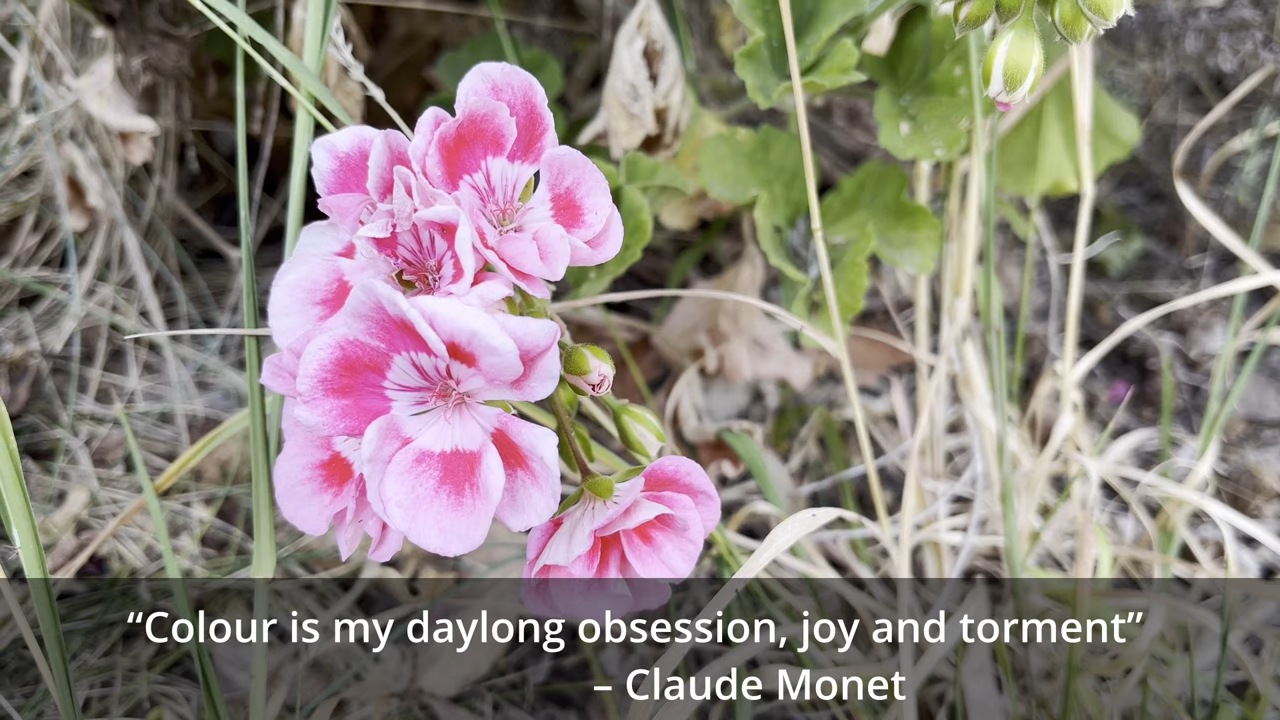 “Colour is my daylong obsession, joy and torment”
– Claude Monet